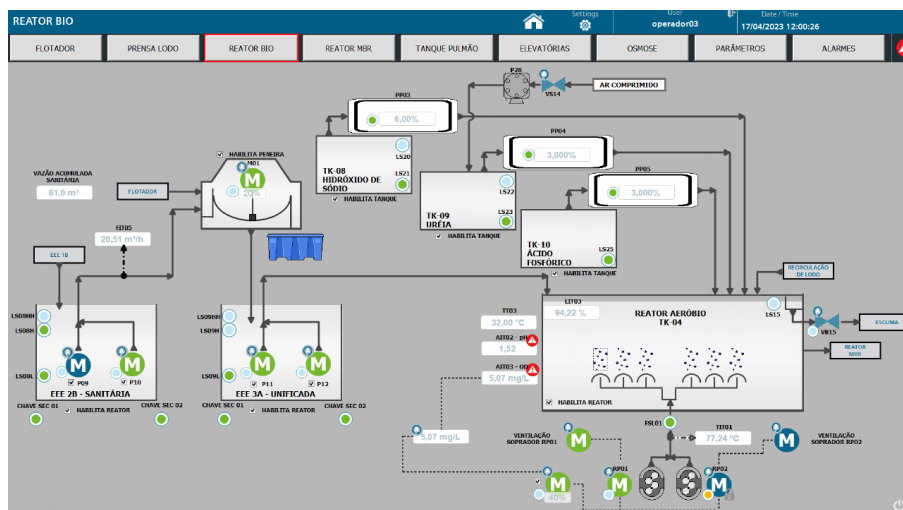 REATOR BIO
Settings
User
operador03
Date / Time
17/04/2023 12:00:26
FLOTADOR
PRENSA LODO
REATOR BIO
REATOR MBR
TANQUE PULMÃO
ELEVATÓRIAS
OSMOSE
PARÂMETROS
ALARMES
P28
VS14
AR COMPRIMIDO
PP03
6,00%
HABILITA PENEIRA
M01
20%
LS20
TK-08
HIDRÓXIDO DE
SÓDIO
LS21
HABILITA TANQUE
PP04
3,000%
LS22
TK-09
URÉIA
LS23
HABILITA TANQUE
PP05
3,000%
TK-10
ÁCIDO
FOSFÓRICO
LS25
HABILITA TANQUE
VAZÃO ACUMULADA
SANITARIA
61,0 m³
FLOTADOR
FIT05
20,51 m³/h
EEE 1B
RECIRCULAÇÃO
DE LODO
LS08HH
LS08H
LS08L
P09
P10
EEE 2B - SANITÁRIA
CHAVE SEC 01
HABILITA REATOR
CHAVE SEC 02
LS09HH
LS09H
LS09L
P11
P12
EEE 3A - UNIFICADA
CHAVE SEC 01
HABILITA REATOR
CHAVE SEC 02
TT03
32,00 °C
AIT02 - pH
1,52
AIT03 - OD
5,07 mg/L
LIT03
94,22 %
REATOR AERÓBIO
TK-04
LS15
VB15
ESCUMA
REATOR
MBR
HABILITA REATOR
FSL01
TIT01
77,24 °C
5,07 mg/L
VENTILAÇÃO
SOPRADOR RP01
VENTILAÇÃO
SOPRADOR RP02
40%
RP01
RP02